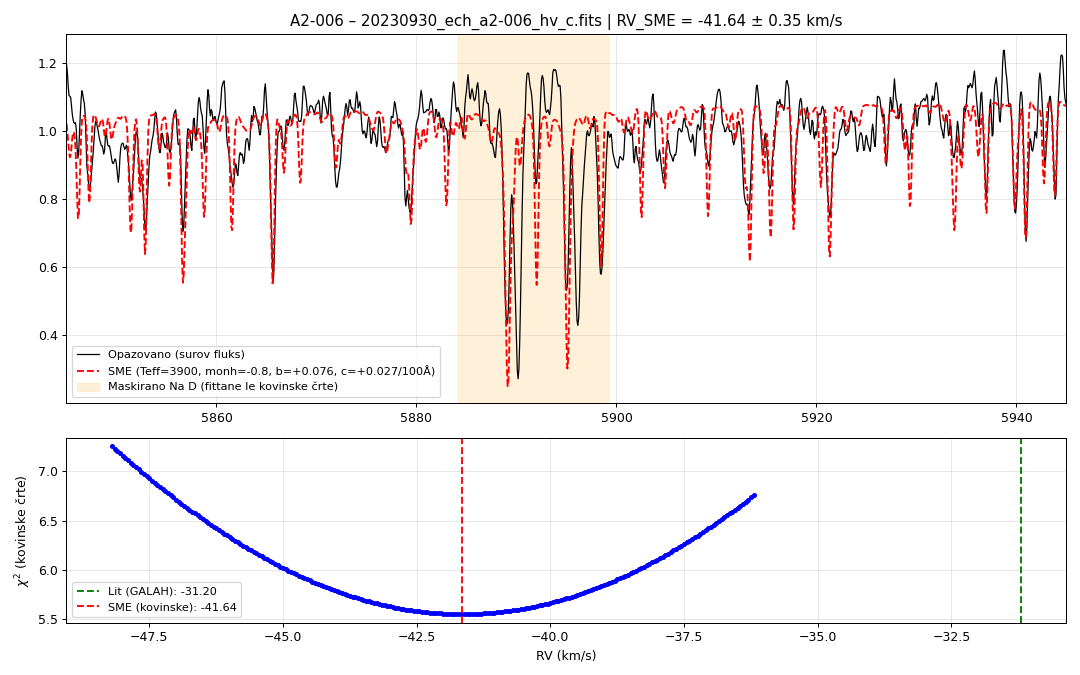 A2-006 – 20230930_ech_a2-006_hv_c.fits | RV_SME = -41.64 ± 0.35 km/s
1.2
1.0
0.8
0.6
0.4
Opazovano (surov fluks)
SME (Teff=3900, monh=-0.8, b=+0.076, c=+0.027/100Å)
Maskirano Na D (fittane le kovinske črte)
5860 5880 5900 5920 5940
χ² (kovinske črte)
7.0
6.5
6.0
5.5
Lit (GALAH): -31.20
SME (kovinske): -41.64
−47.5 −45.0 −42.5 −40.0 −37.5 −35.0 −32.5
RV (km/s)